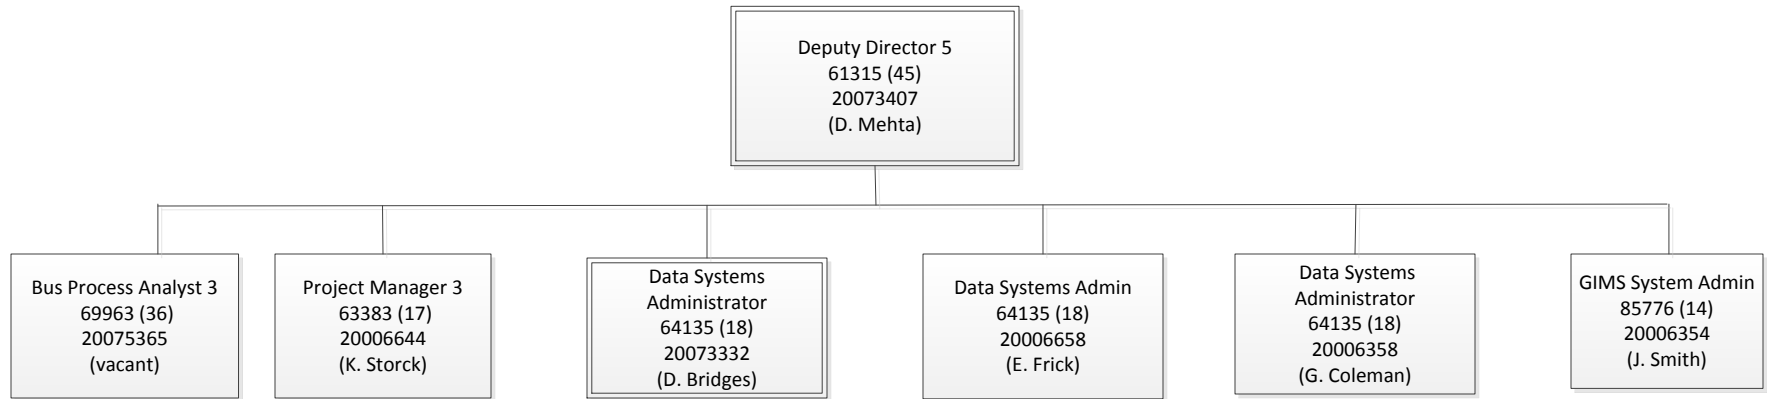 Deputy Director 5
61315 (45)
20073407
(D. Mehta)
Bus Process Analyst 3
69963 (36)
20075365
(vacant)
Project Manager 3
63383 (17)
20006644
(K. Storck)
Data Systems
Administrator
64135 (18)
20073332
(D. Bridges)
Data Systems Admin
64135 (18)
20006658
(E. Frick)
Data Systems
Administrator
64135 (18)
20006358
(G. Coleman)
GIMS System Admin
85776 (14)
20006354
(J. Smith)